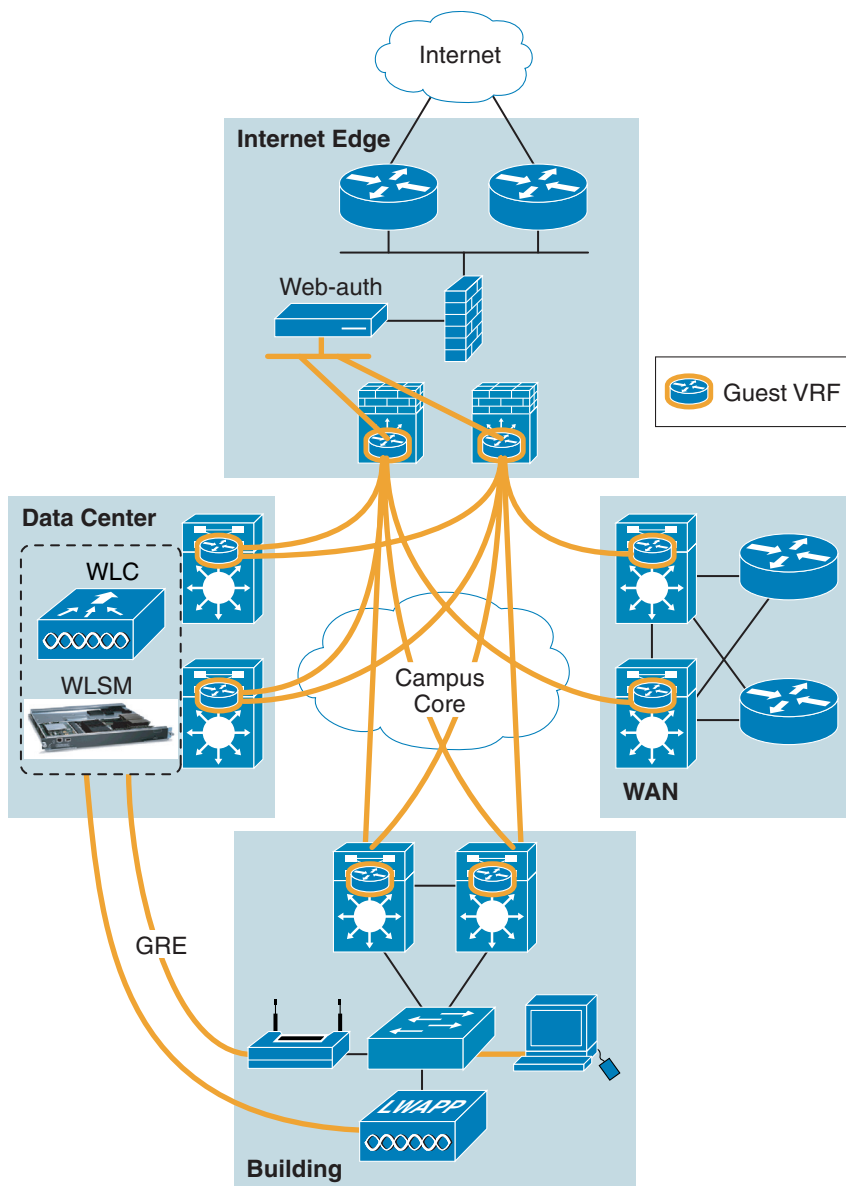 Internet
Internet Edge
Web-auth
Guest VRF
Data Center
WLC
WLSM
Campus
Core
WAN
GRE
LWAPP
Building